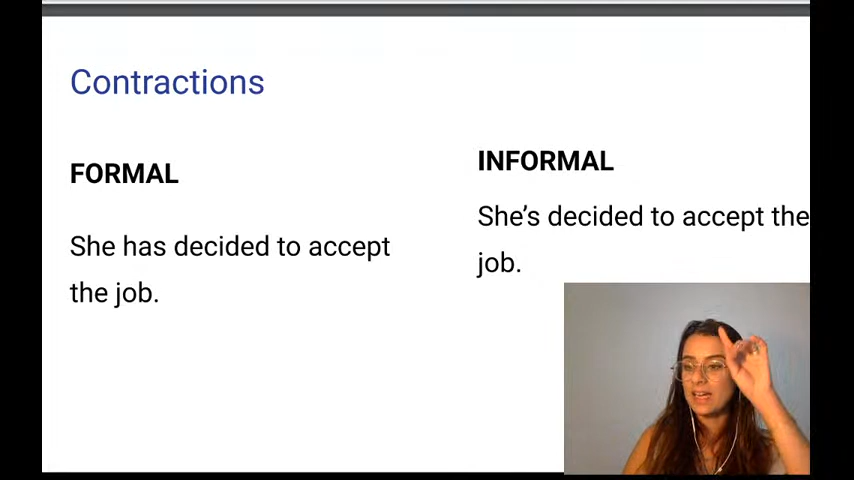 Contractions
FORMAL
She has decided to accept
the job.
INFORMAL
She’s decided to accept the
job.